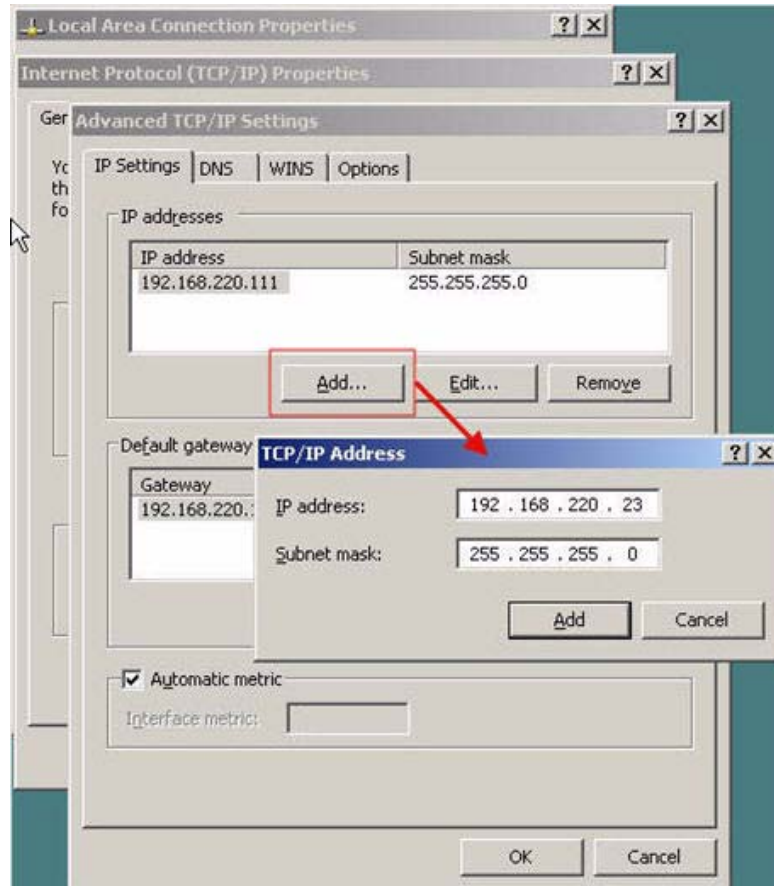 Local Area Connection Properties
Internet Protocol (TCP/IP) Properties
Advanced TCP/IP Settings
IP Settings DNS WINS Options
IP addresses
IP address Subnet mask
192.168.220.111 255.255.255.0
Add... Edit... Remove
Default gateway
Gateway
192.168.220.
TCP/IP Address
IP address: 192 . 168 . 220 . 23
Subnet mask: 255 . 255 . 255 . 0
Add Cancel
Automatic metric
Interface metric:
OK Cancel